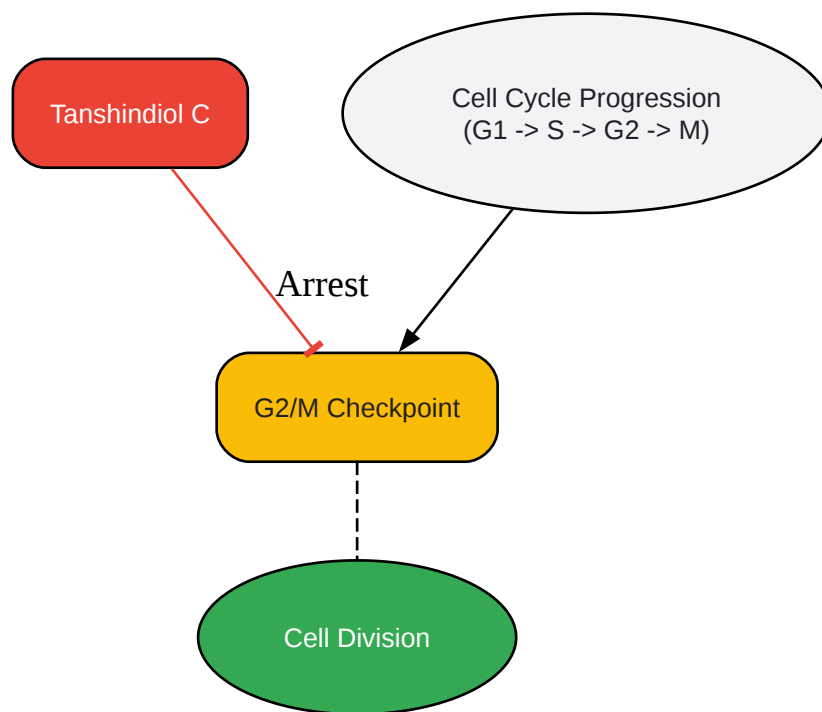 Tanshindiol C
Cell Cycle Progression
(G1 -> S -> G2 -> M)
Arrest
G2/M Checkpoint
Cell Division